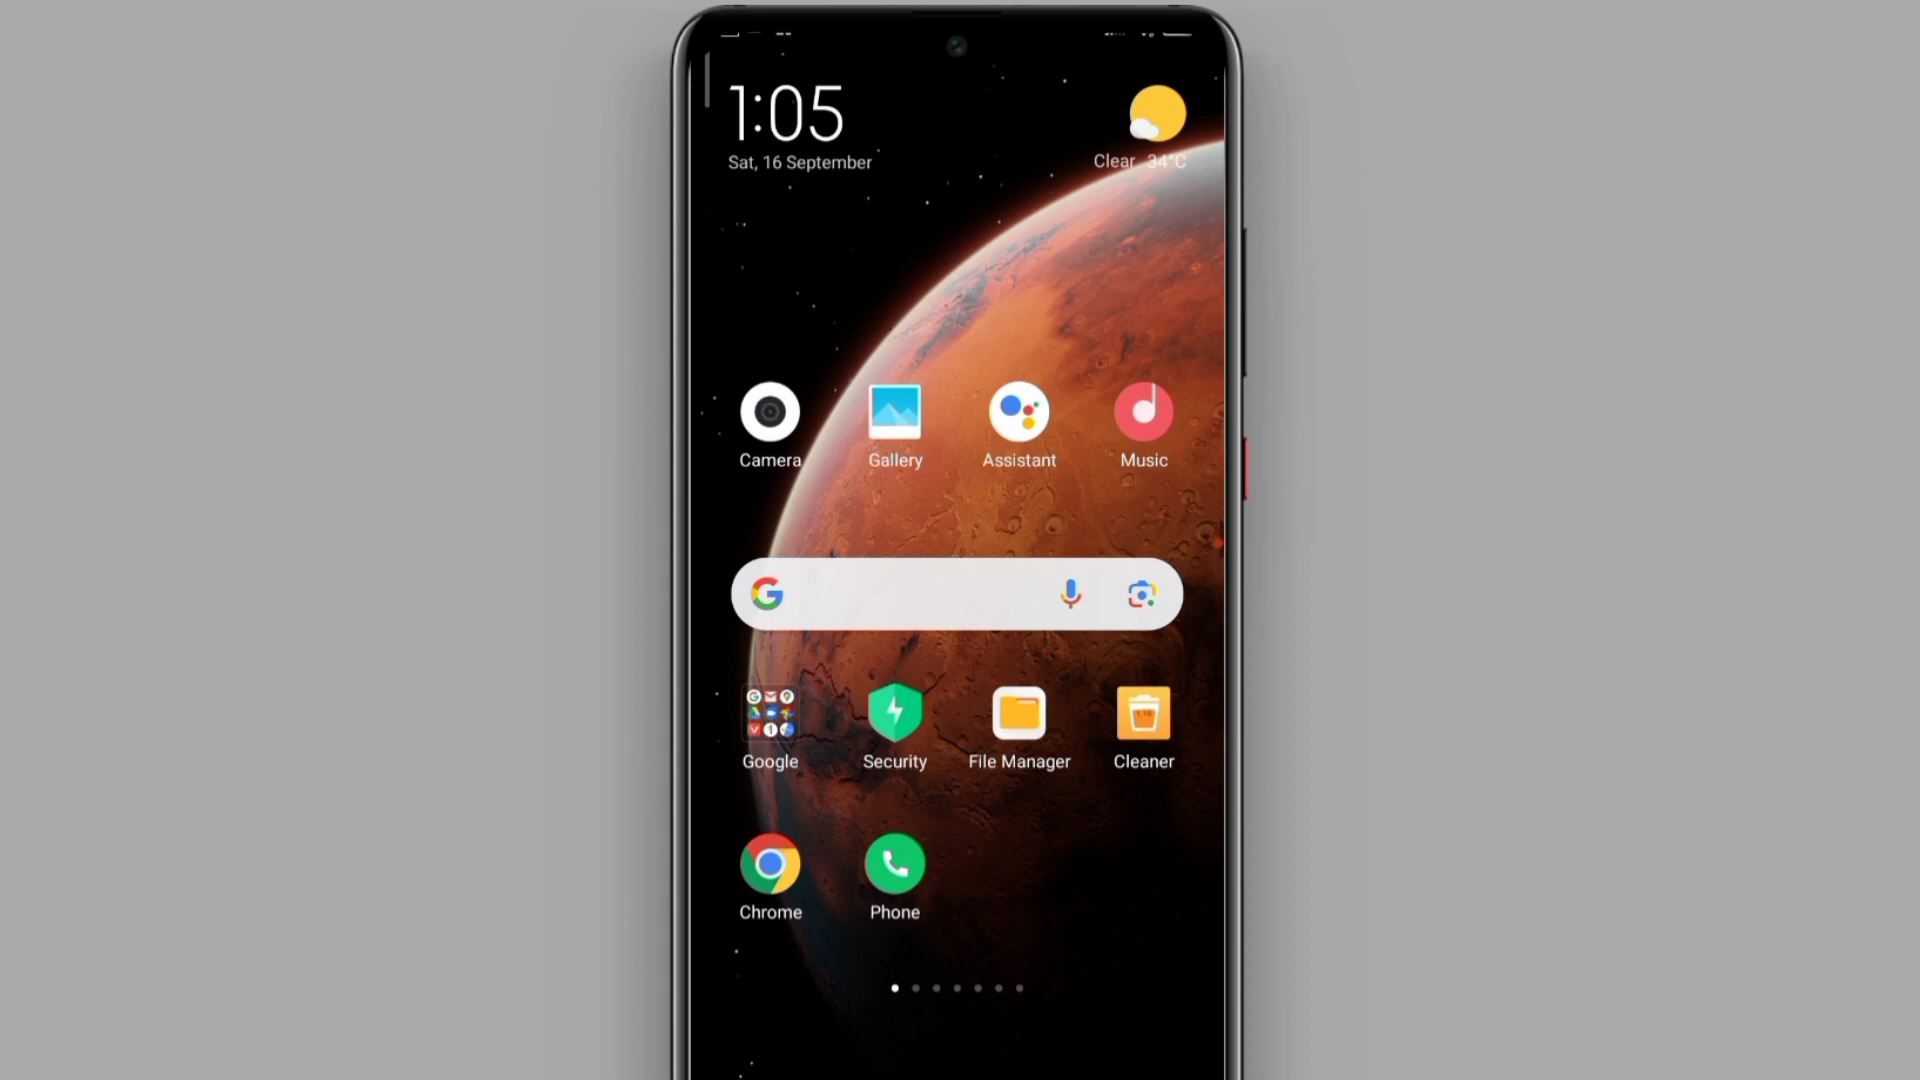 1:05
Sat, 16 September
Clear 34°C
Camera Gallery Assistant Music
Google Security File Manager Cleaner
Chrome Phone